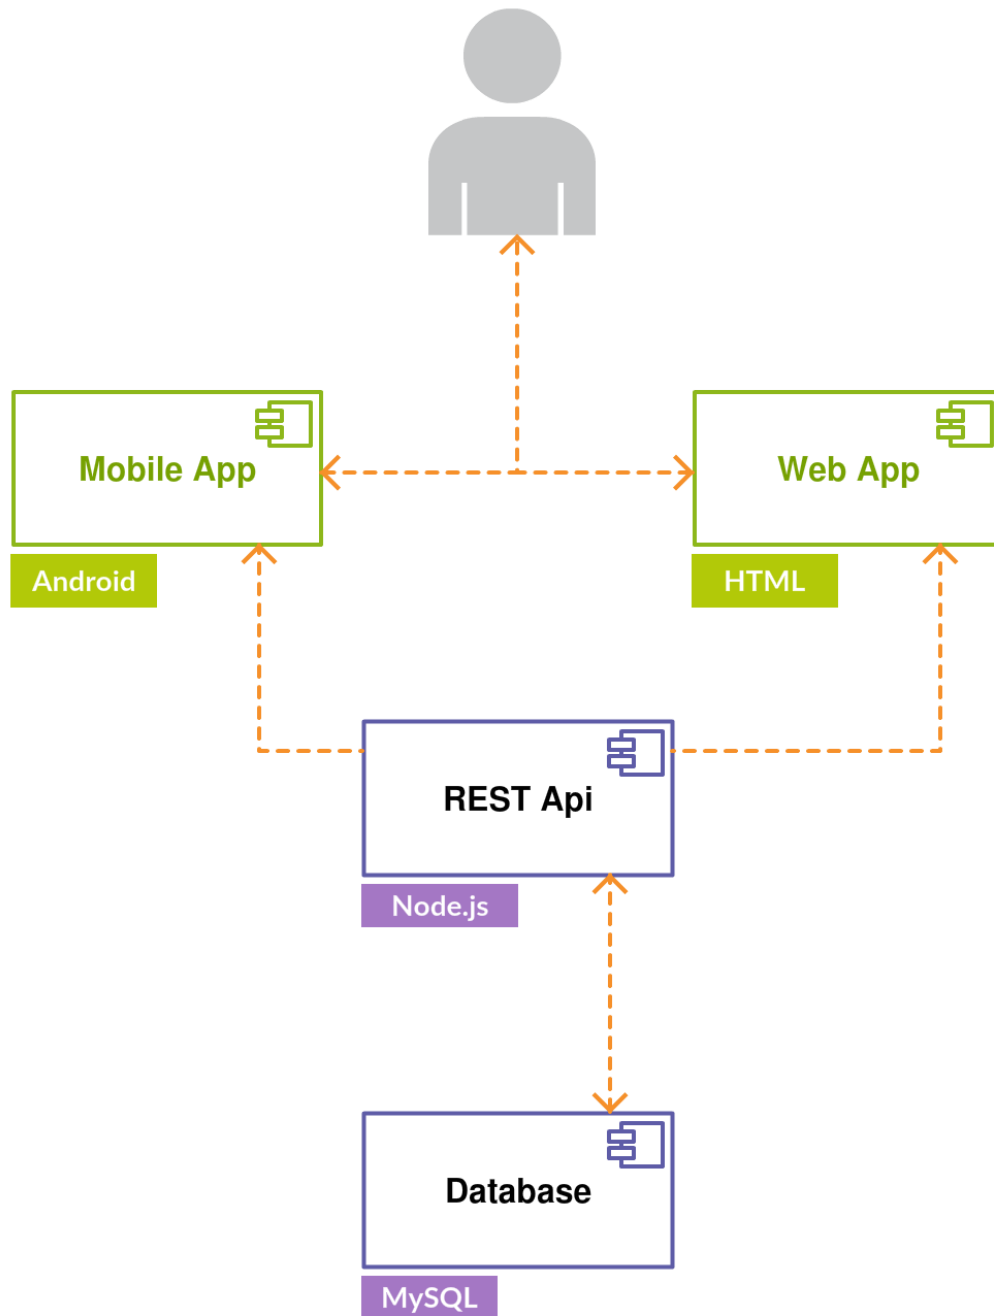 Mobile App
Web App
Android
HTML
REST Api
Node.js
Database
MySQL